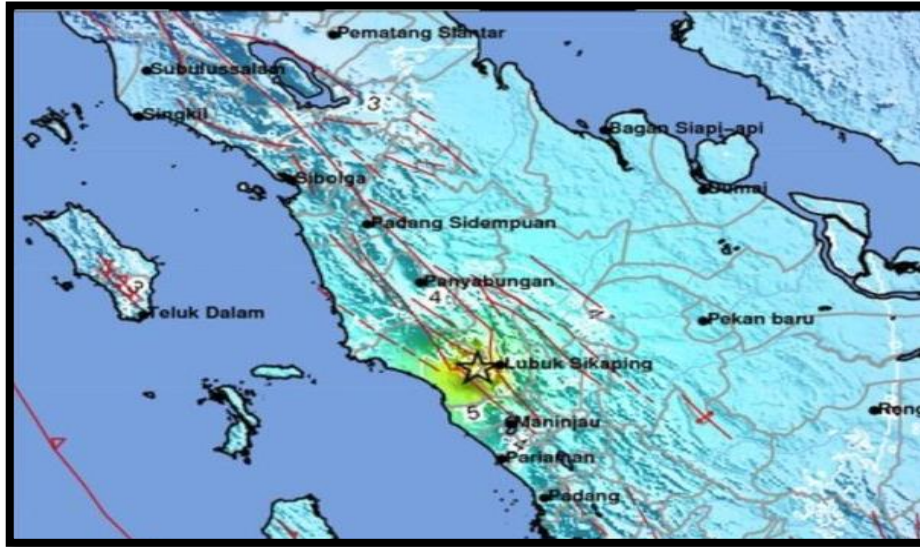 Pematang Siantar
Subulussalam
3
Singkil
Bagan Siapi-api
Sibolga
Dumai
Padang Sidempuan
Panyabungan
4
Teluk Dalam
Pekan baru
Lubuk Sikaping
5
Maninjau
Reng
Pariaman
Padang